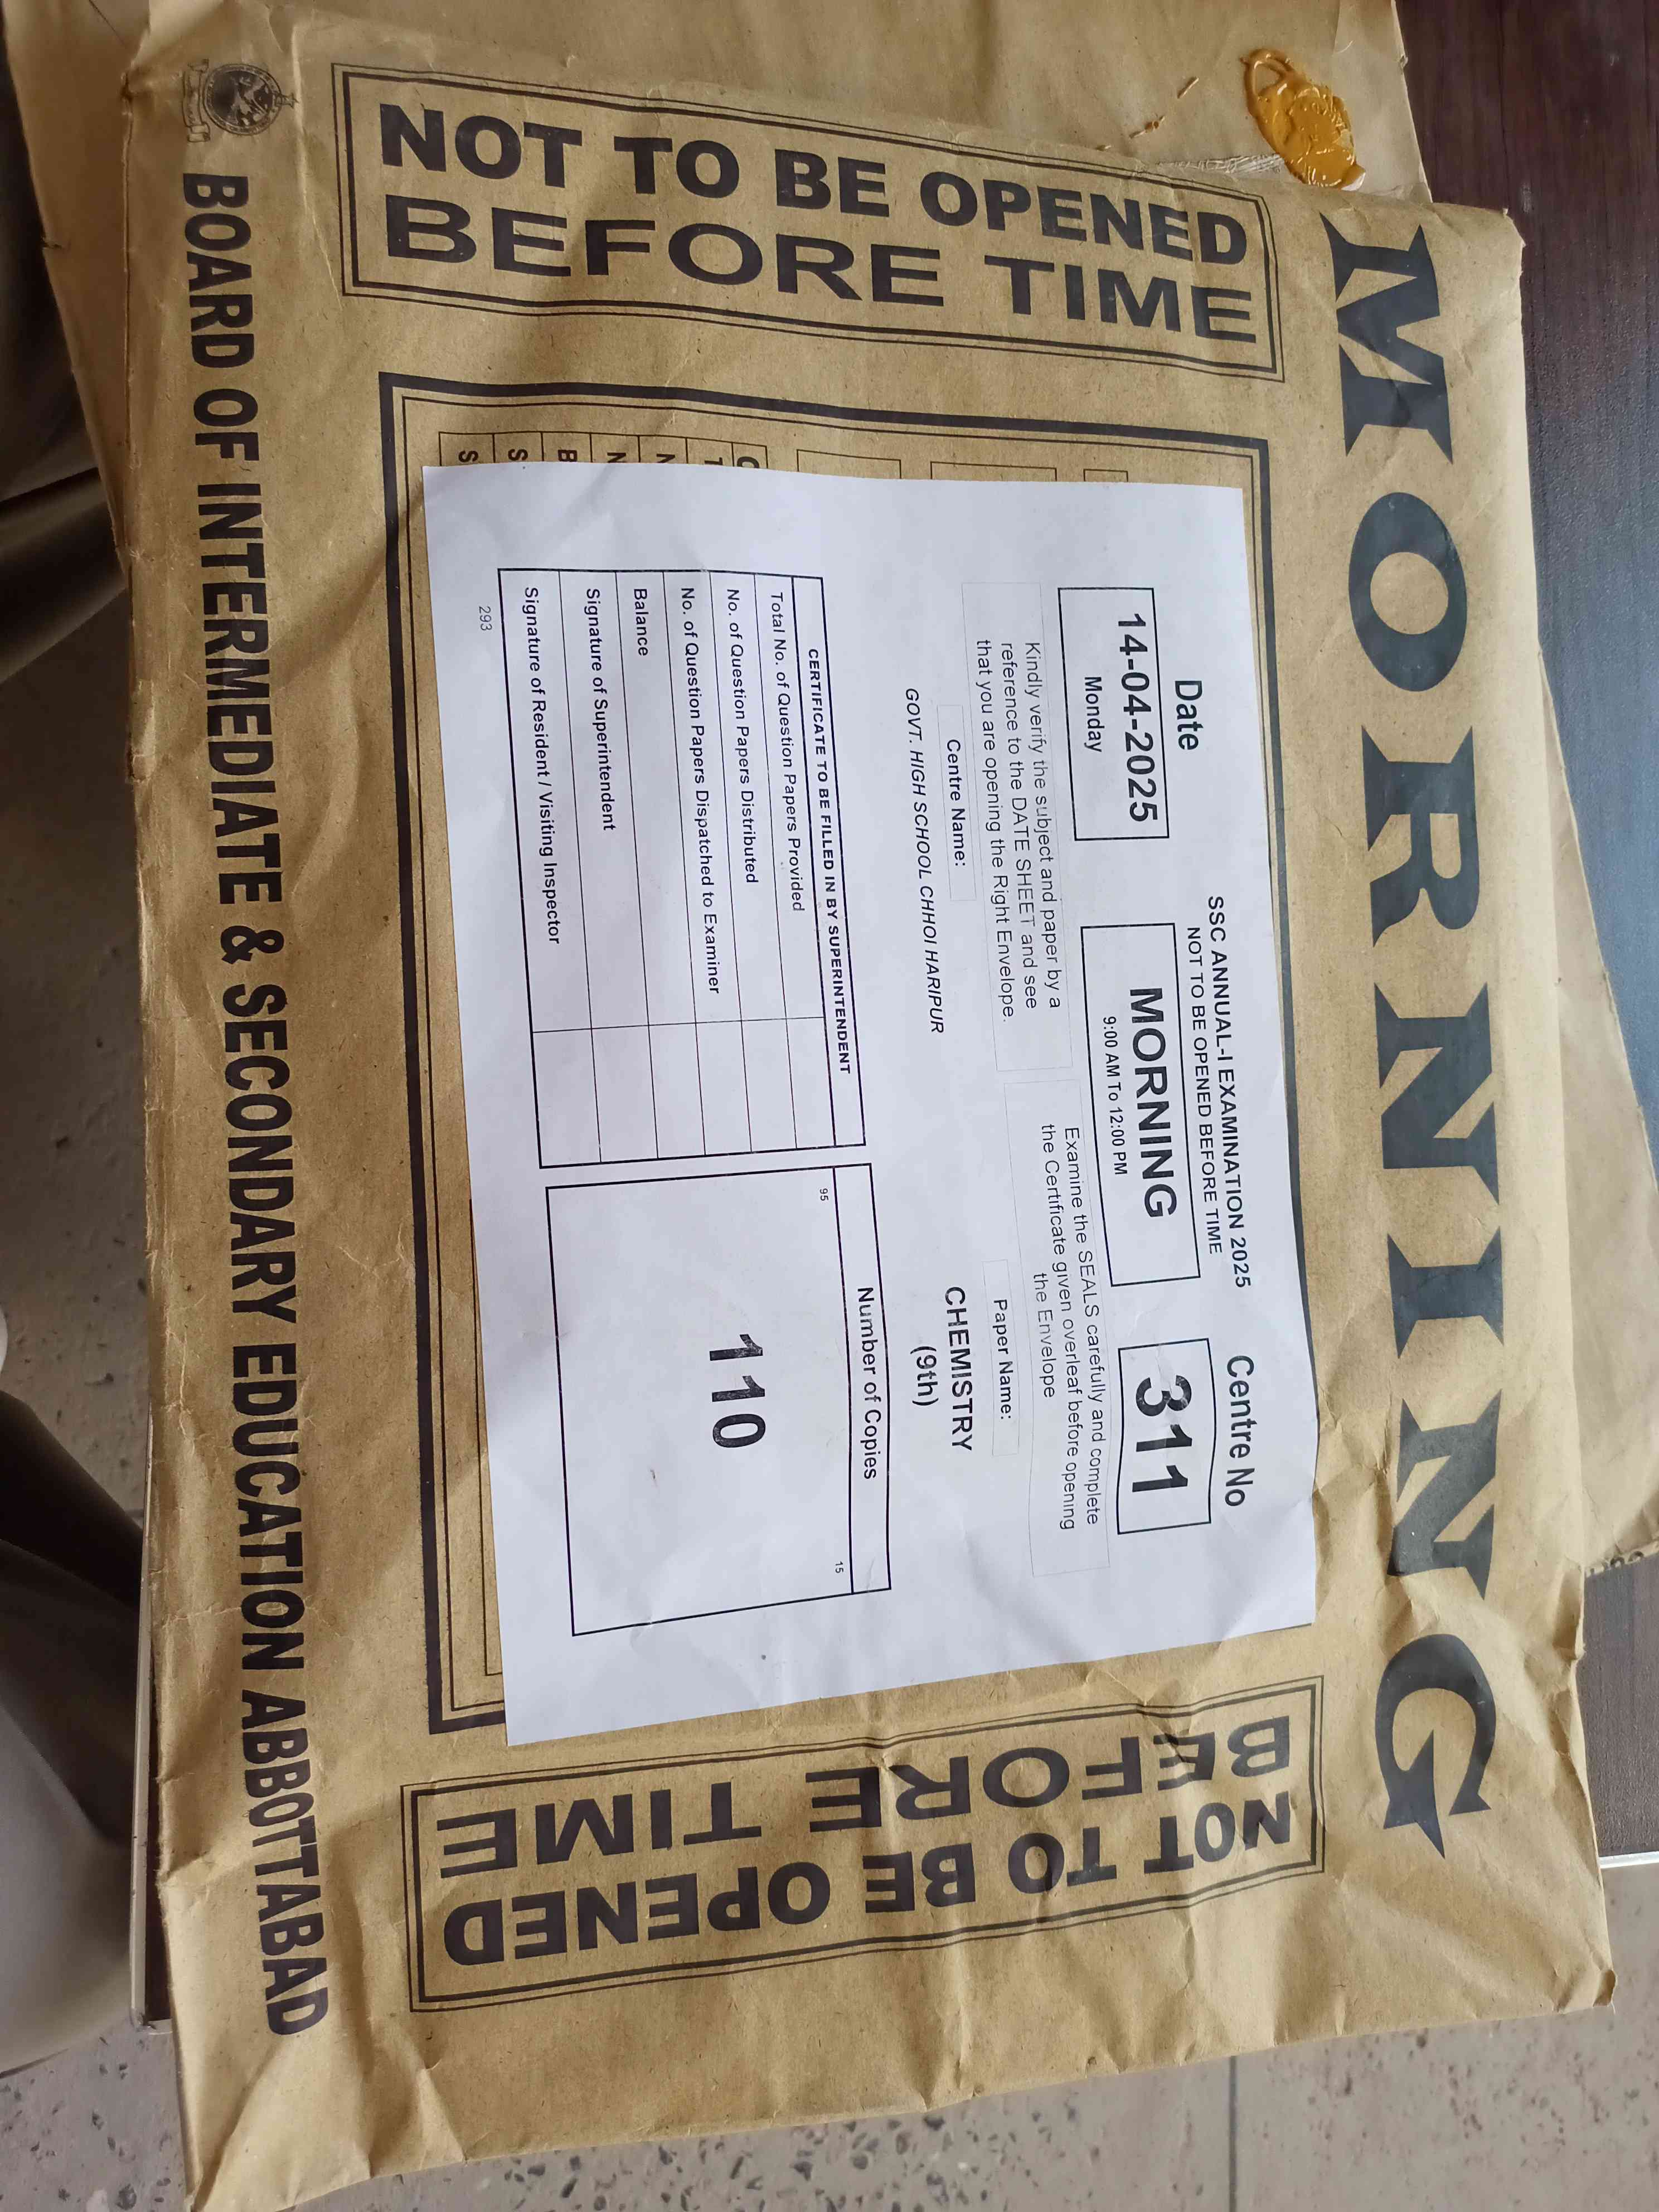 MORNING
NOT TO BE OPENED
BEFORE TIME
Date
SSC ANNUAL-I EXAMINATION 2025
NOT TO BE OPENED BEFORE TIME
Centre No
14-04-2025
Monday
MORNING
9:00 AM To 12:00 PM
311
Kindly verify the subject and paper by a
reference to the DATE SHEET and see
that you are opening the Right Envelope.
Examine the SEALS carefully and complete
the Certificate given overleaf before opening
the Envelope
Centre Name:
GOVT. HIGH SCHOOL CHHOI HARIPUR
Paper Name:
CHEMISTRY
(9th)
CERTIFICATE TO BE FILLED IN BY SUPERINTENDENT
Total No. of Question Papers Provided
No. of Question Papers Distributed
No. of Question Papers Dispatched to Examiner
Balance
Signature of Superintendent
Signature of Resident / Visiting Inspector
293
Number of Copies
95
15
110
NOT TO BE OPENED
BEFORE TIME
BOARD OF INTERMEDIATE & SECONDARY EDUCATION ABBOTTABAD